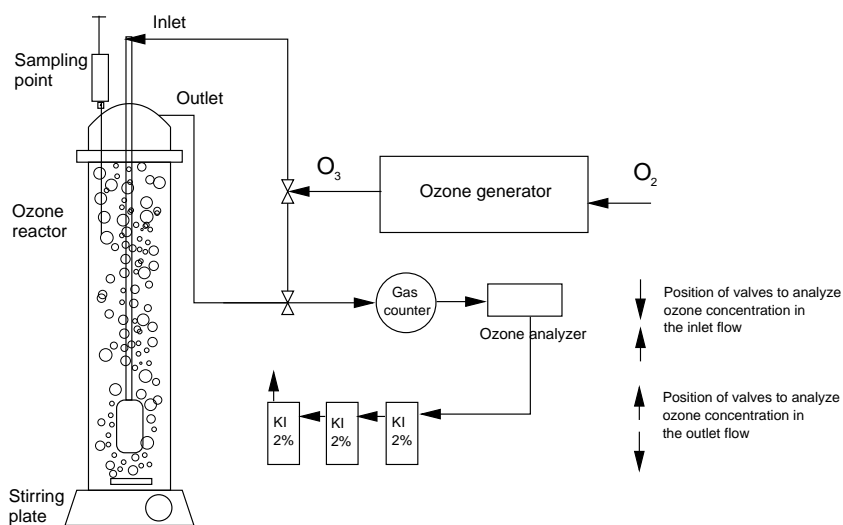 Inlet
Sampling
point
Outlet
O3
Ozone generator
O2
Ozone
reactor
Gas
counter
Ozone analyzer
Position of valves to analyze
ozone concentration in
the inlet flow
KI
2%
KI
2%
KI
2%
Position of valves to analyze
ozone concentration in
the outlet flow
Stirring
plate